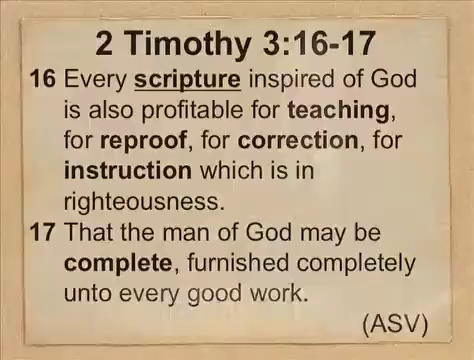 2 Timothy 3:16-17
16 Every scripture inspired of God
is also profitable for teaching,
for reproof, for correction, for
instruction which is in
righteousness.
17 That the man of God may be
complete, furnished completely
unto every good work.
(ASV)